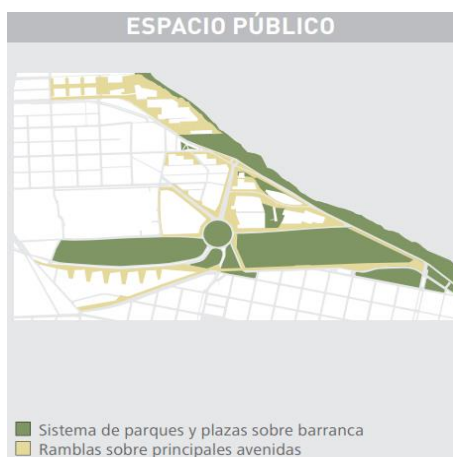 ESPACIO PÚBLICO
Sistema de parques y plazas sobre barranca
Ramblas sobre principales avenidas